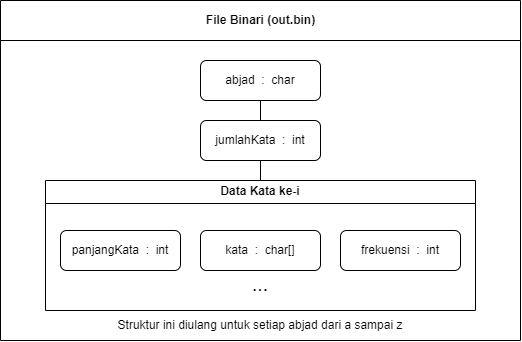 File Binari (out.bin)
abjad : char
jumlahKata : int
Data Kata ke-i
panjangKata : int
kata : char[]
frekuensi : int
...
Struktur ini diulang untuk setiap abjad dari a sampai z